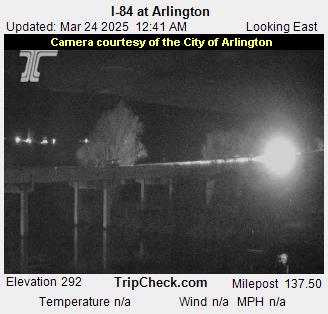 I-84 at Arlington
Updated: Mar 24 2025 12:41 AM Looking East
Camera courtesy of the City of Arlington
Elevation 292 TripCheck.com Milepost 137.50
Temperature n/a Wind n/a MPH n/a